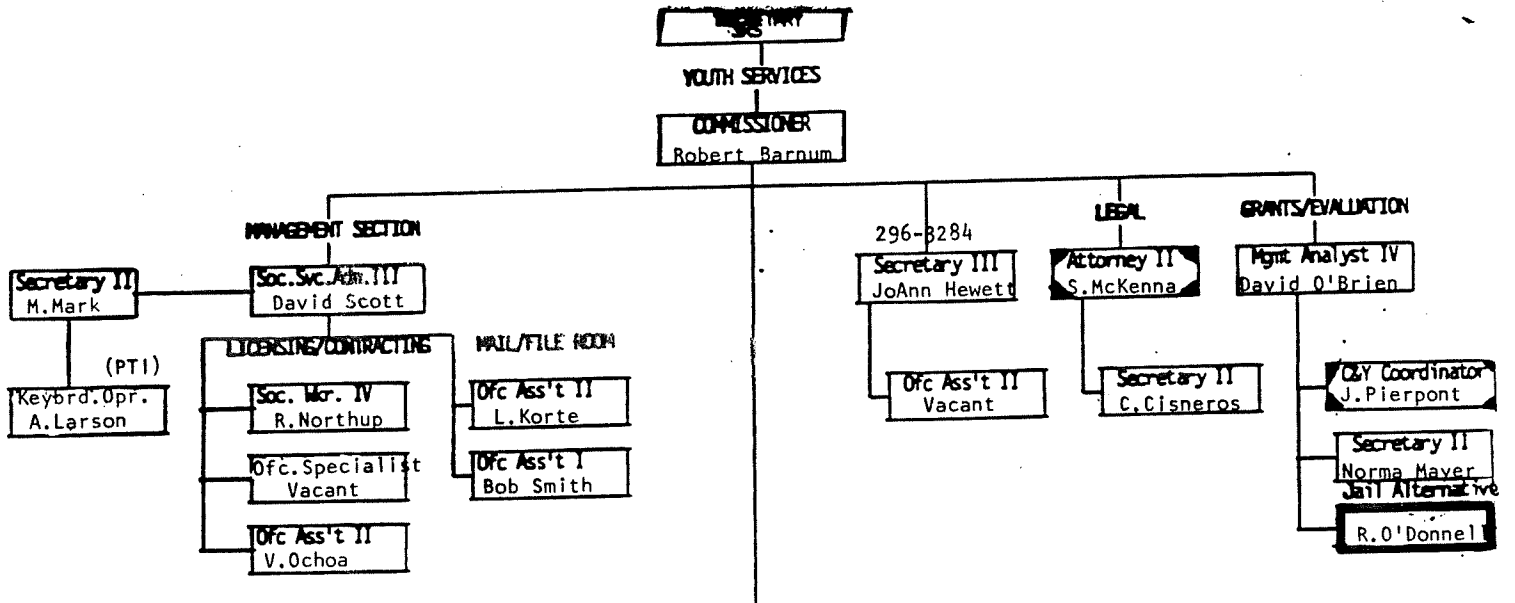 SECRETARY
SRS
YOUTH SERVICES
COMMISSIONER
Robert Barnum
MANAGEMENT SECTION
Secretary II
M.Mark
Soc.Svc.Adm.III
David Scott
(PTI)
Keybrd.Opr.
A.Larson
LICENSING/CONTRACTING
Soc. Wkr. IV
R.Northup
Ofc.Specialist
Vacant
Ofc Ass't II
V.Ochoa
MAIL/FILE ROOM
Ofc Ass't II
L.Korte
Ofc Ass't I
Bob Smith
296-3284
Secretary III
JoAnn Hewett
Ofc Ass't II
Vacant
LEGAL
Attorney II
S.McKenna
Secretary II
C.Cisneros
GRANTS/EVALUATION
Mgmt Analyst IV
David O'Brien
C&Y Coordinator
J.Pierpont
Secretary II
Norma Mayer
Jail Alternative
R.O'Donnell